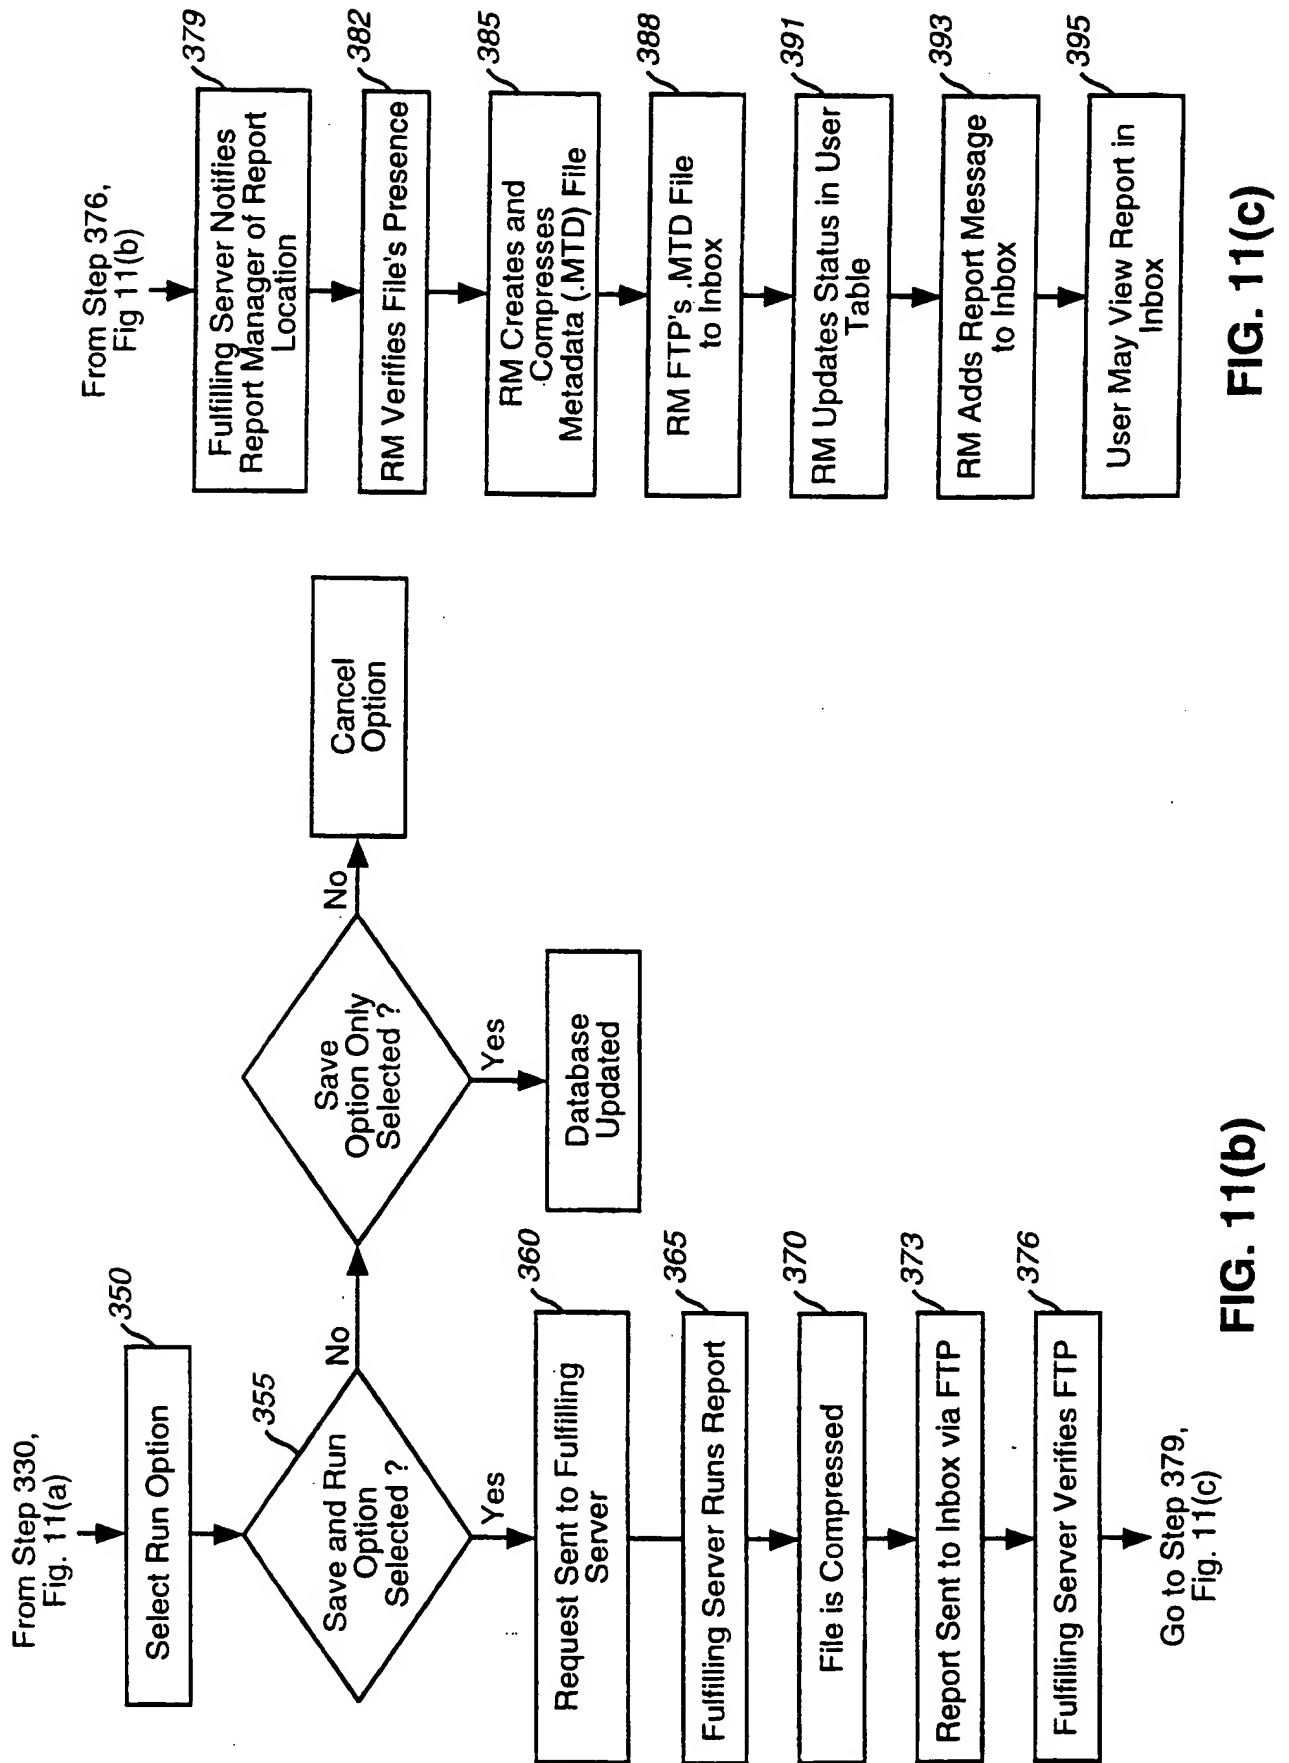 From Step 330,
Fig. 11(a)
350
Select Run Option
355
Save and Run
Option
Selected ?
No
Yes
Save
Option Only
Selected ?
No
Cancel
Option
Yes
Database
Updated
360
Request Sent to Fulfilling
Server
365
Fulfilling Server Runs Report
370
File is Compressed
373
Report Sent to Inbox via FTP
376
Fulfilling Server Verifies FTP
Go to Step 379,
Fig. 11(c)
FIG. 11(b)
From Step 376,
Fig 11(b)
379
Fulfilling Server Notifies
Report Manager of Report
Location
382
RM Verifies File's Presence
385
RM Creates and
Compresses
Metadata (.MTD) File
388
RM FTP's .MTD File
to Inbox
391
RM Updates Status in User
Table
393
RM Adds Report Message
to Inbox
395
User May View Report in
Inbox
FIG. 11(c)